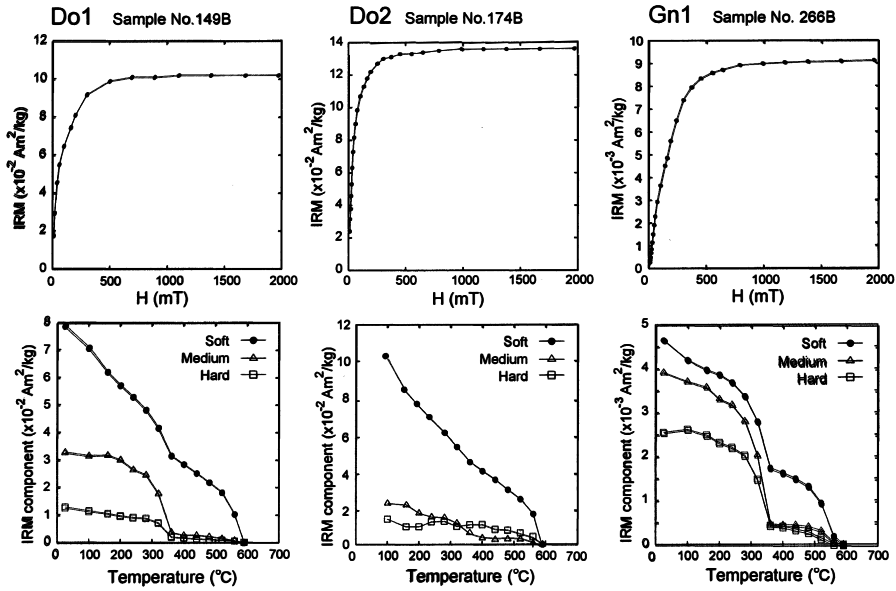 Do1 Sample No.149B
12
10
8
6
4
2
0
IRM (x10-2 Am2/kg)
0 500 1000 1500 2000
H (mT)
Do2 Sample No.174B
14
12
10
8
6
4
2
0
IRM (x10-2 Am2/kg)
0 500 1000 1500 2000
H (mT)
Gn1 Sample No. 266B
10
9
8
7
6
5
4
3
2
1
0
IRM (x10-3 Am2/kg)
0 500 1000 1500 2000
H (mT)
8
7
6
5
4
3
2
1
0
IRM component (x10-2 Am2/kg)
Soft
Medium
Hard
0 100 200 300 400 500 600 700
Temperature (°C)
12
10
8
6
4
2
0
IRM component (x10-2 Am2/kg)
Soft
Medium
Hard
0 100 200 300 400 500 600 700
Temperature (°C)
5
4
3
2
1
0
IRM component (x10-3 Am2/kg)
Soft
Medium
Hard
0 100 200 300 400 500 600 700
Temperature (°C)